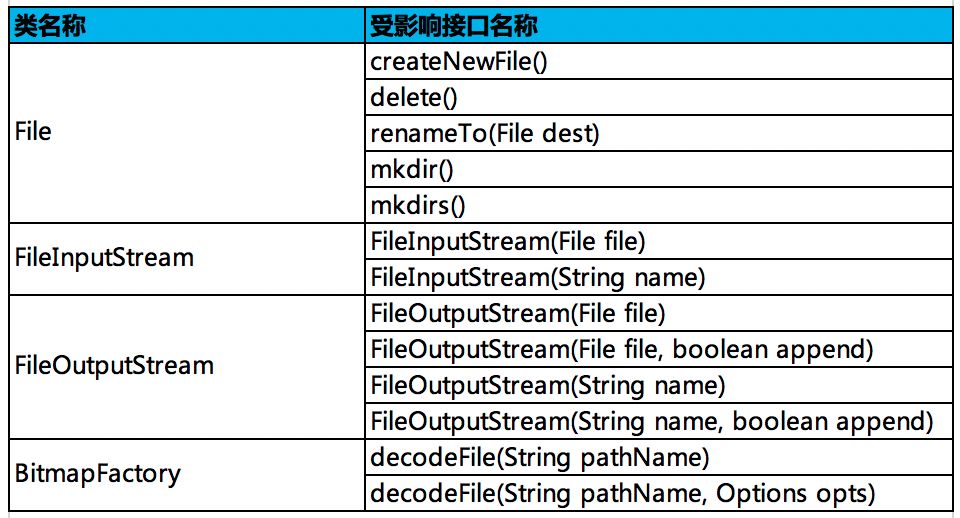 类名称 受影响接口名称
File
createNewFile()
delete()
renameTo(File dest)
mkdir()
mkdirs()
FileInputStream
FileInputStream(File file)
FileInputStream(String name)
FileOutputStream
FileOutputStream(File file)
FileOutputStream(File file, boolean append)
FileOutputStream(String name)
FileOutputStream(String name, boolean append)
BitmapFactory
decodeFile(String pathName)
decodeFile(String pathName, Options opts)